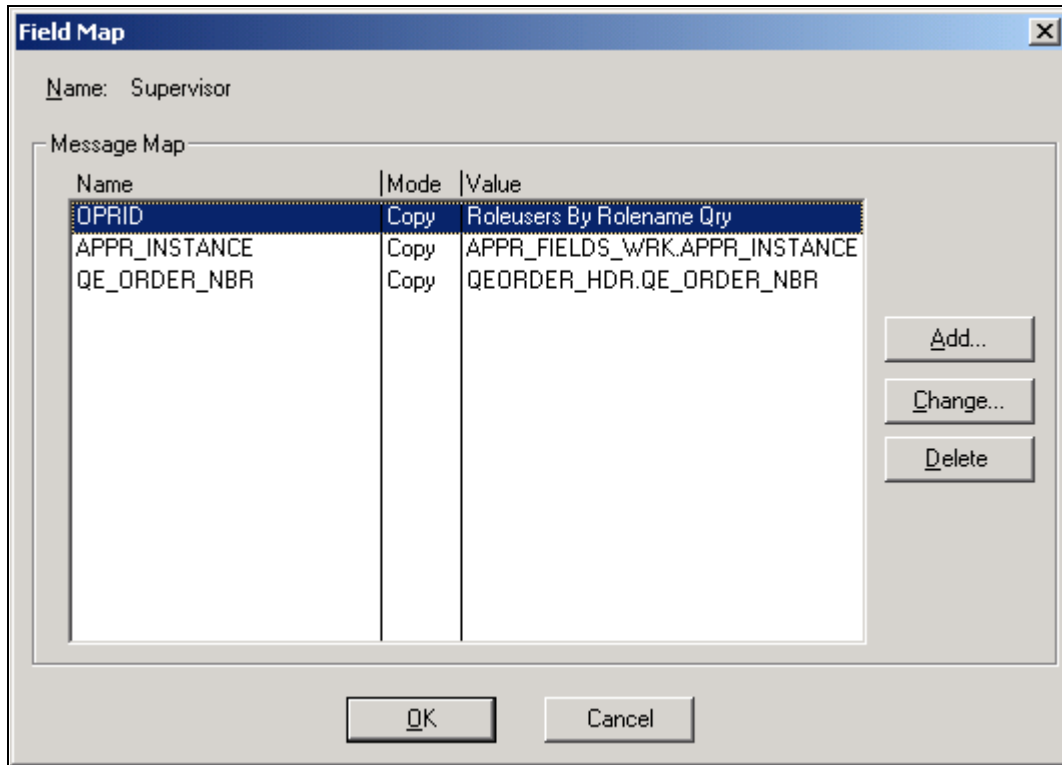 Field Map
Name: Supervisor
Message Map
Name Mode Value
OPRID Copy Roleusers By Rolename Qry
APPR_INSTANCE Copy APPR_FIELDS_WRK.APPR_INSTANCE
QE_ORDER_NBR Copy QEORDER_HDR.QE_ORDER_NBR
Add...
Change...
Delete
OK Cancel